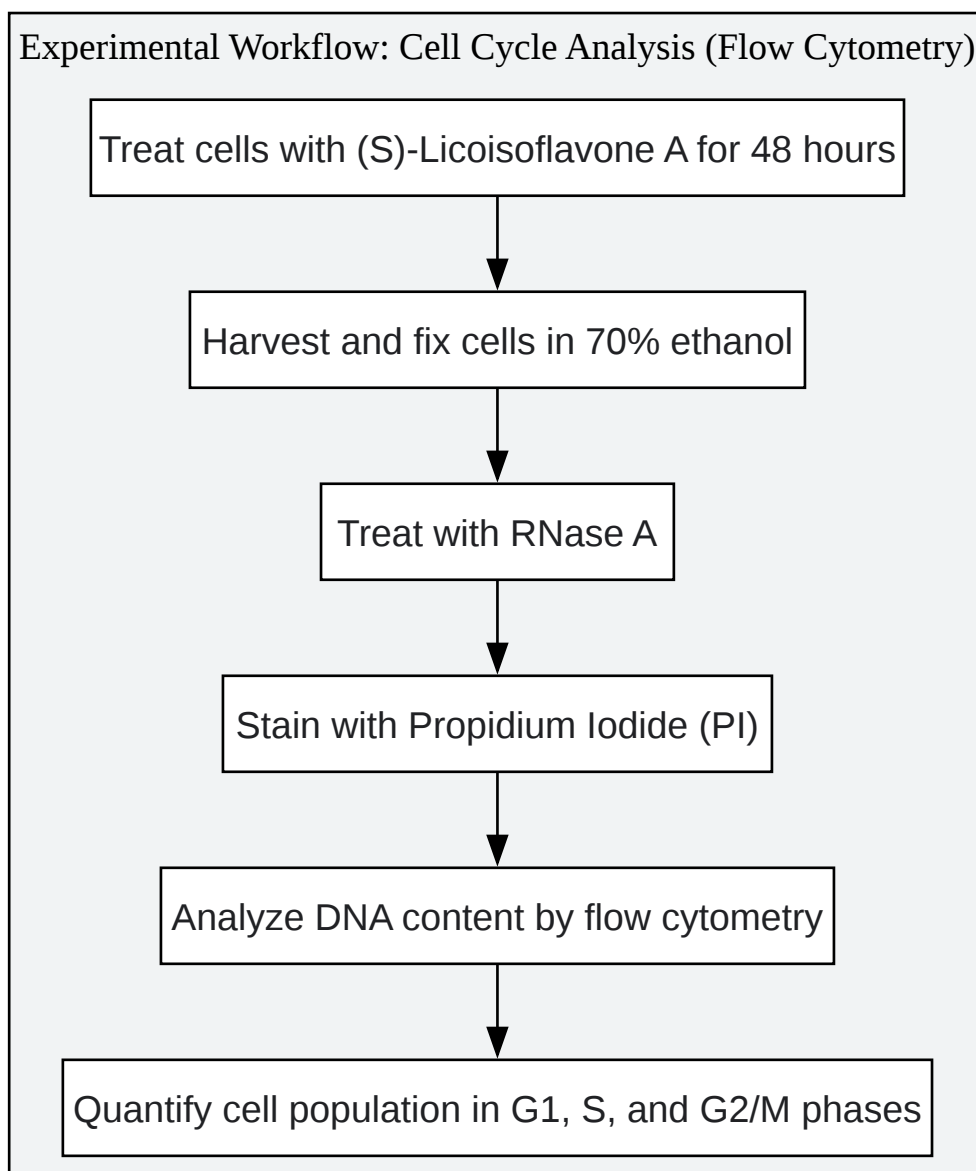 Experimental Workflow: Cell Cycle Analysis (Flow Cytometry)
Treat cells with (S)-Licoisoflavone A for 48 hours
Harvest and fix cells in 70% ethanol
Treat with RNase A
Stain with Propidium Iodide (PI)
Analyze DNA content by flow cytometry
Quantify cell population in G1, S, and G2/M phases